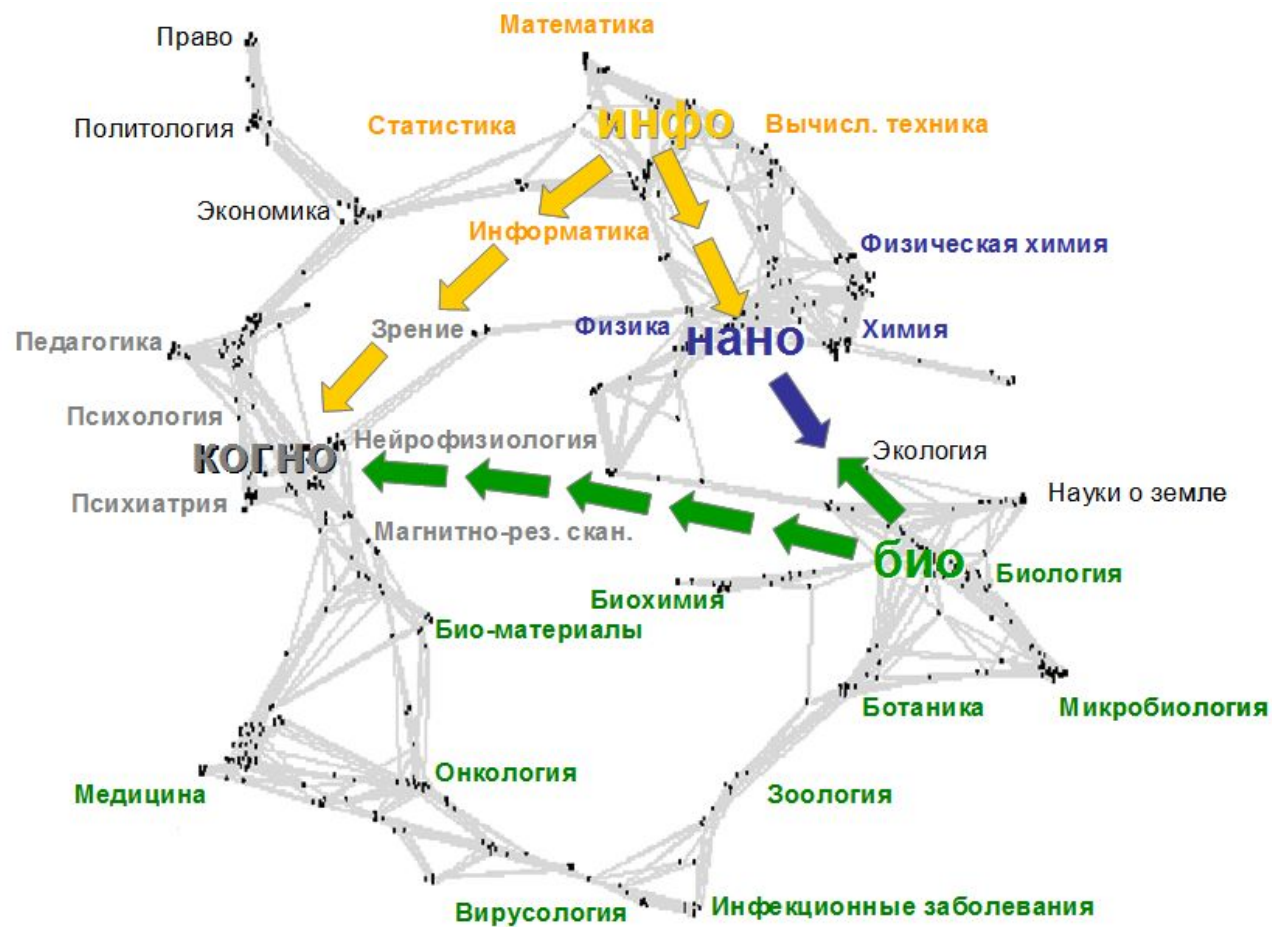 Математика
Право
инфо
Статистика
Вычисл. техника
Политология
Экономика
Информатика
Физическая химия
Зрение
Физика
нано
Химия
Педагогика
Психология
когно
Нейрофизиология
Экология
Психиатрия
Науки о земле
Магнитно-рез. скан.
био
Биология
Биохимия
Био-материалы
Ботаника
Микробиология
Онкология
Медицина
Зоология
Вирусология
Инфекционные заболевания